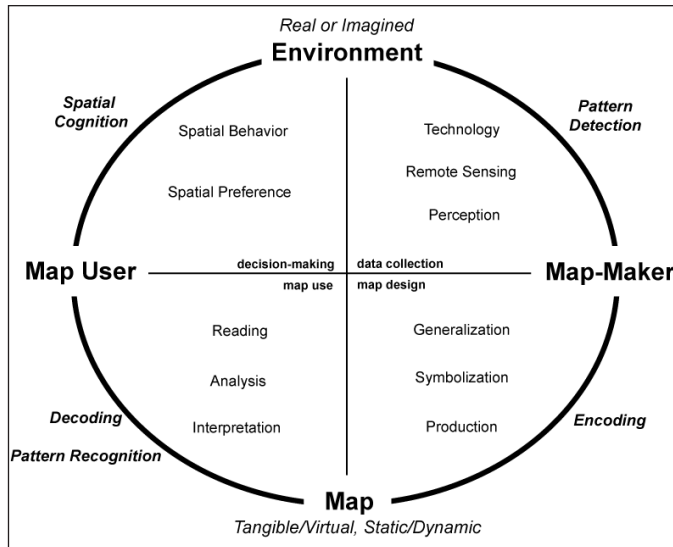 Real or Imagined
Environment
Spatial
Cognition
Pattern
Detection
Spatial Behavior
Spatial Preference
Technology
Remote Sensing
Perception
Map User
decision-making
data collection
Map-Maker
map use
map design
Reading
Analysis
Interpretation
Generalization
Symbolization
Production
Decoding
Pattern Recognition
Encoding
Map
Tangible/Virtual, Static/Dynamic